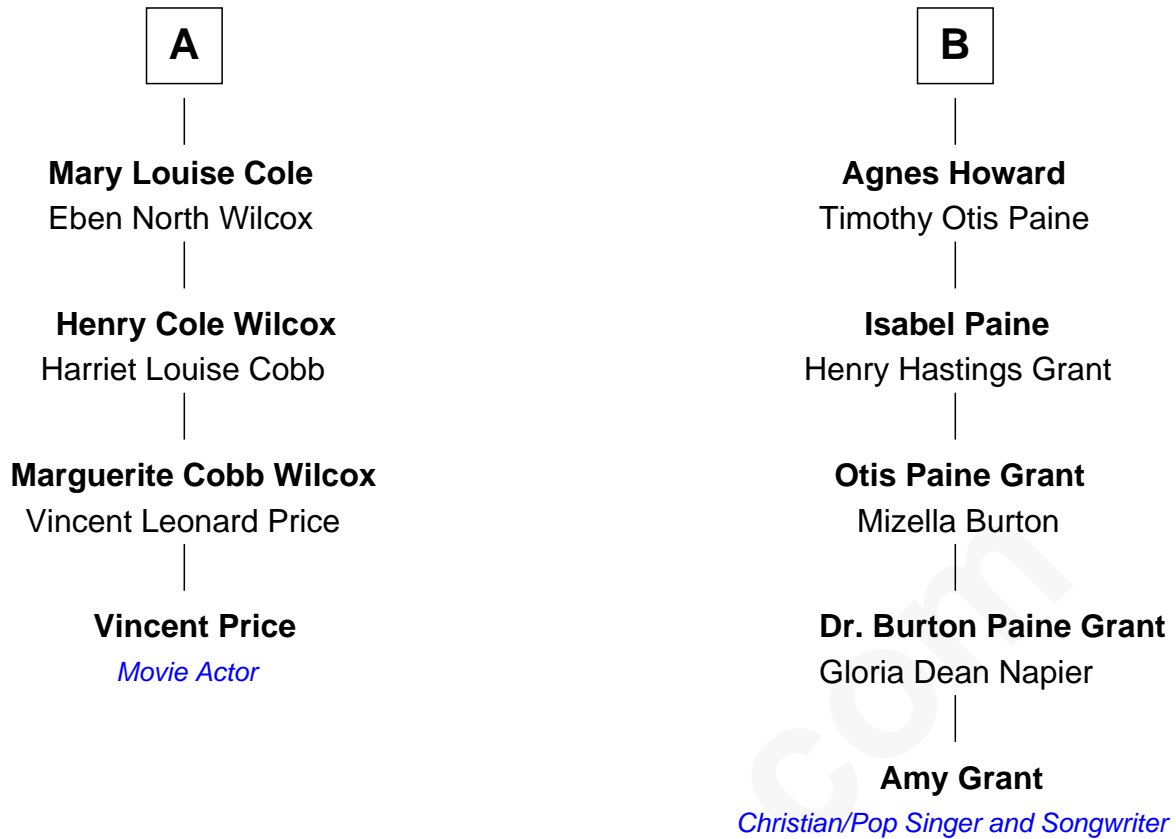 A
Mary Louise Cole
Eben North Wilcox
Henry Cole Wilcox
Harriet Louise Cobb
Marguerite Cobb Wilcox
Vincent Leonard Price
Vincent Price
Movie Actor
B
Agnes Howard
Timothy Otis Paine
Isabel Paine
Henry Hastings Grant
Otis Paine Grant
Mizella Burton
Dr. Burton Paine Grant
Gloria Dean Napier
Amy Grant
Christian/Pop Singer and Songwriter
com